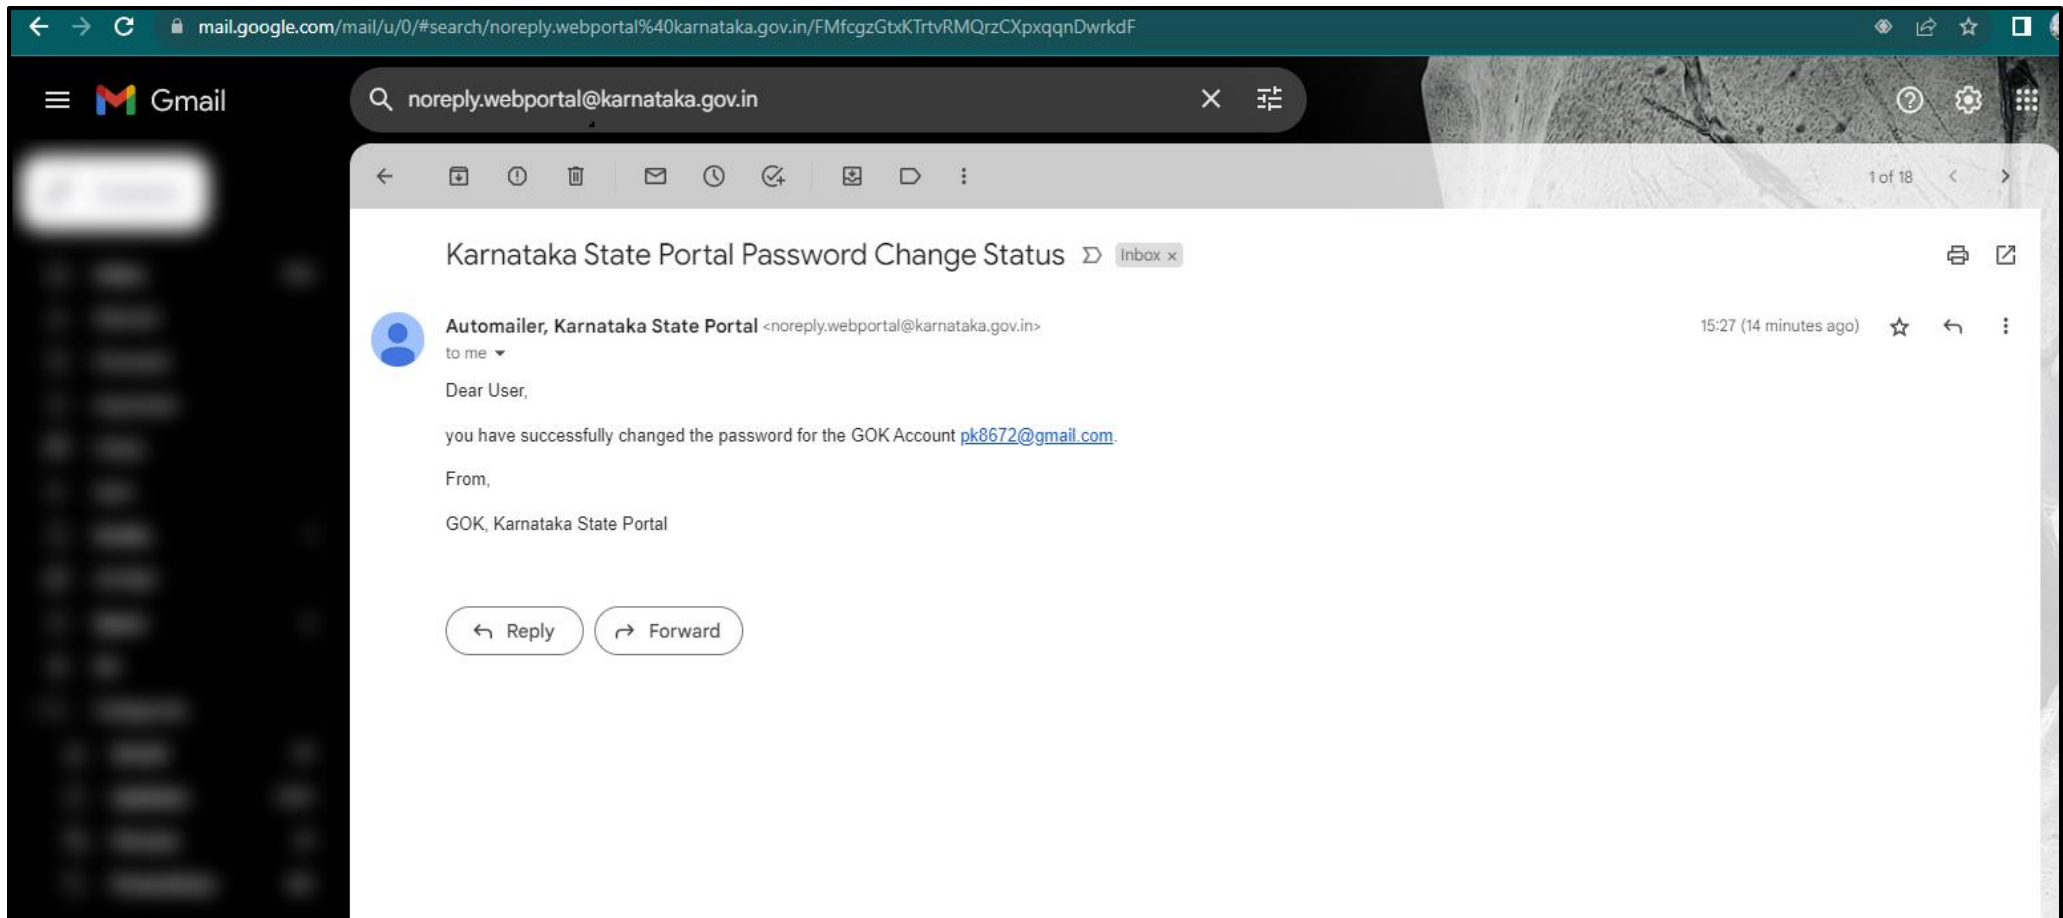 mail.google.com/mail/u/0/#search/noreply.webportal%40karnataka.gov.in/FMfcgzGtxKTrtvRMQrzCXpxqqnDwrkdF
Gmail
noreply.webportal@karnataka.gov.in
1 of 18
Karnataka State Portal Password Change Status Inbox x
Automailer, Karnataka State Portal <noreply.webportal@karnataka.gov.in> 15:27 (14 minutes ago)
to me
Dear User,
you have successfully changed the password for the GOK Account pk8672@gmail.com.
From,
GOK, Karnataka State Portal
Reply Forward